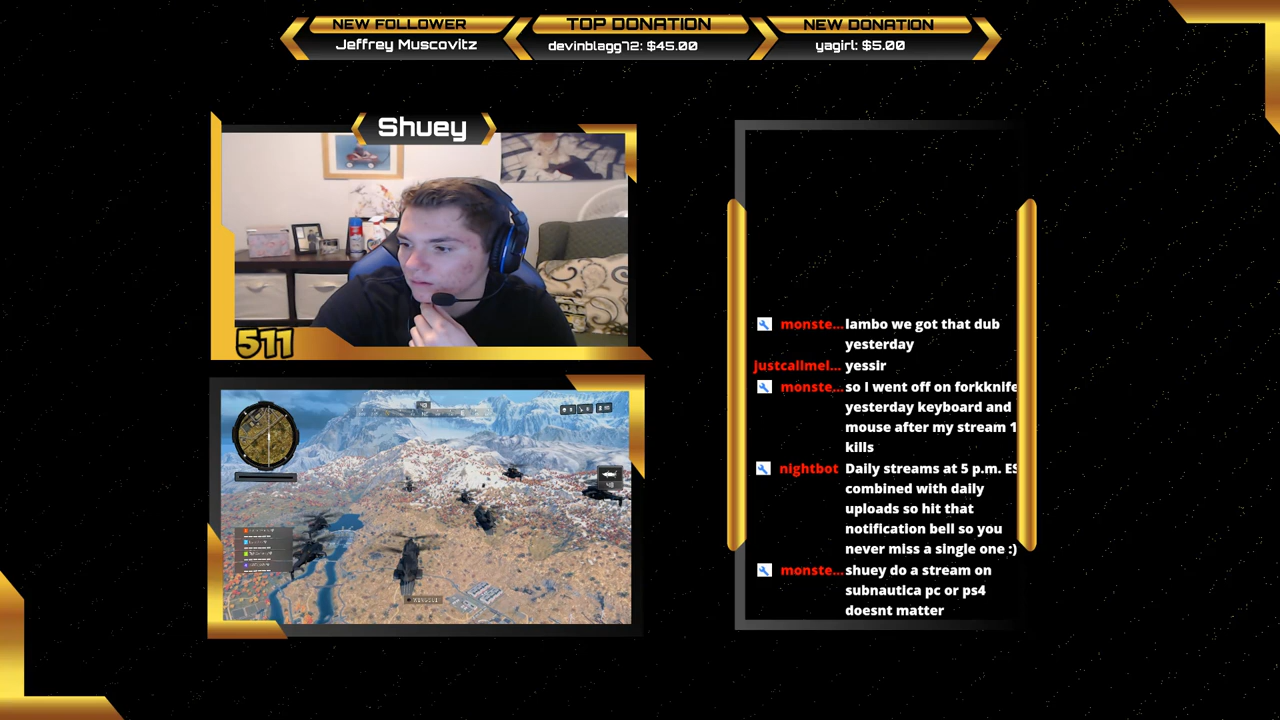 NEW FOLLOWER
Jeffrey Muscovitz
TOP DONATION
devinblagg72: $45.00
NEW DONATION
yagirl: $5.00
Shuey
511
monste... lambo we got that dub
yesterday
Justcallmel... yessir
monste... so I went off on forkknife
yesterday keyboard and
mouse after my stream 1
kills
nightbot Daily streams at 5 p.m. ES
combined with daily
uploads so hit that
notification bell so you
never miss a single one :)
monste... shuey do a stream on
subnautica pc or ps4
doesnt matter